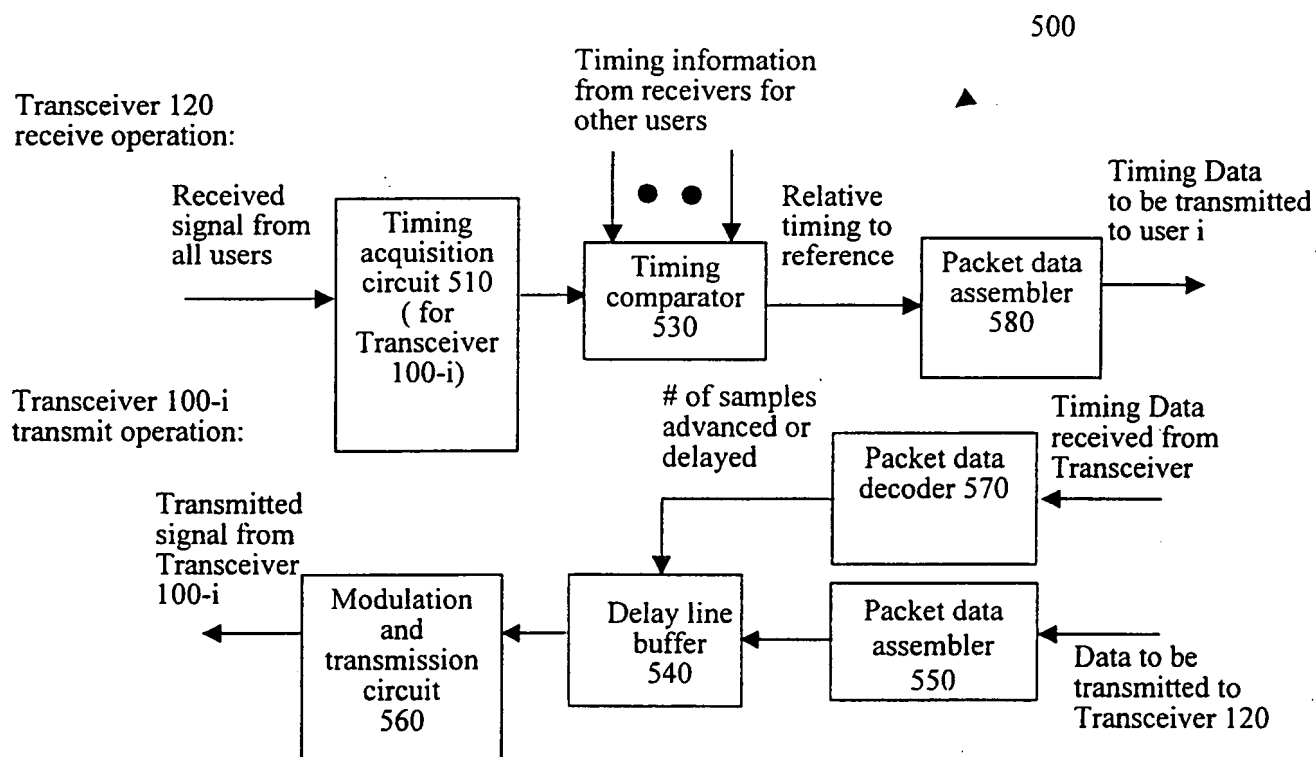 500
Timing information
from receivers for
other users
Transceiver 120
receive operation:
Received
signal from
all users
Timing
acquisition
circuit 510
( for
Transceiver
100-i)
Timing
comparator
530
Relative
timing to
reference
Packet data
assembler
580
Timing Data
to be transmitted
to user i
Transceiver 100-i
transmit operation:
# of samples
advanced or
delayed
Packet data
decoder 570
Timing Data
received from
Transceiver
Transmitted
signal from
Transceiver
100-i
Modulation
and
transmission
circuit
560
Delay line
buffer
540
Packet data
assembler
550
Data to be
transmitted to
Transceiver 120